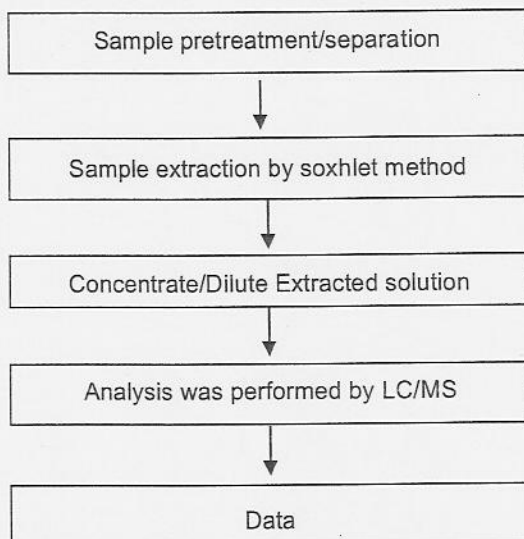 Sample pretreatment/separation
Sample extraction by soxhlet method
Concentrate/Dilute Extracted solution
Analysis was performed by LC/MS
Data